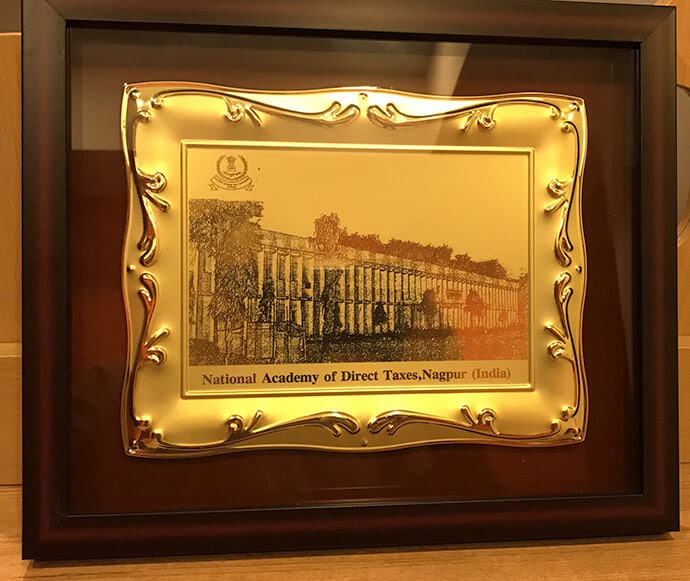 National Academy of Direct Taxes,Nagpur (India)